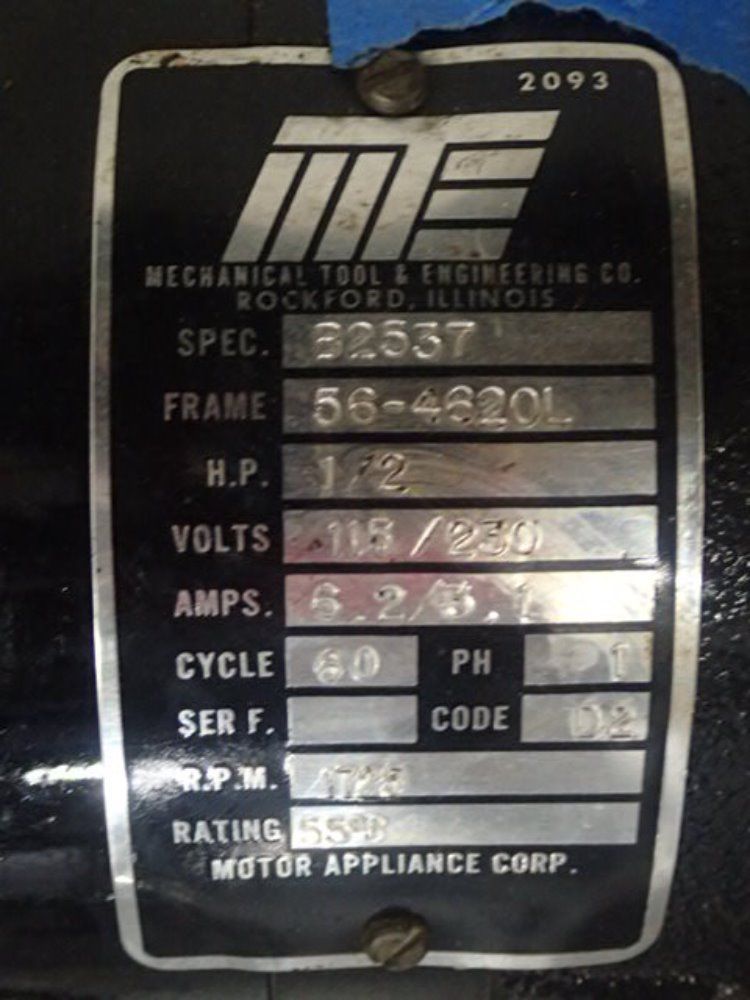 2093
MTE
MECHANICAL TOOL & ENGINEERING CO.
ROCKFORD, ILLINOIS
SPEC. B2537
FRAME 56-4620L
H.P. 1/2
VOLTS 115/230
AMPS. 6.2/3.1
CYCLE 60 PH 1
SER F. CODE D2
R.P.M. 1725
RATING 55°C
MOTOR APPLIANCE CORP.